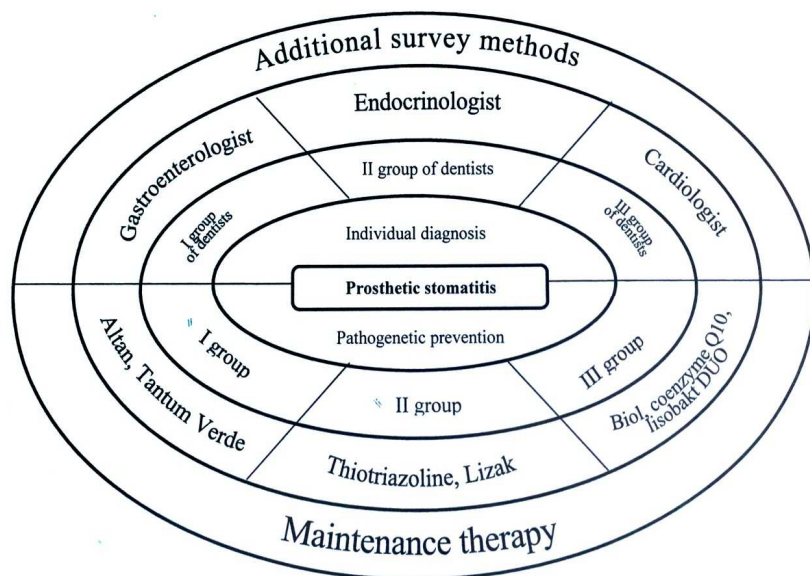 Additional survey methods
Endocrinologist
Gastroenterologist
Cardiologist
II group of dentists
I group
of dentists
III group
of dentists
Individual diagnosis
Prosthetic stomatitis
Pathogenetic prevention
I group
II group
III group
Altan, Tantum Verde
Thiotriazoline, Lizak
Biol, coenzyme Q10,
lisobakt DUO
Maintenance therapy